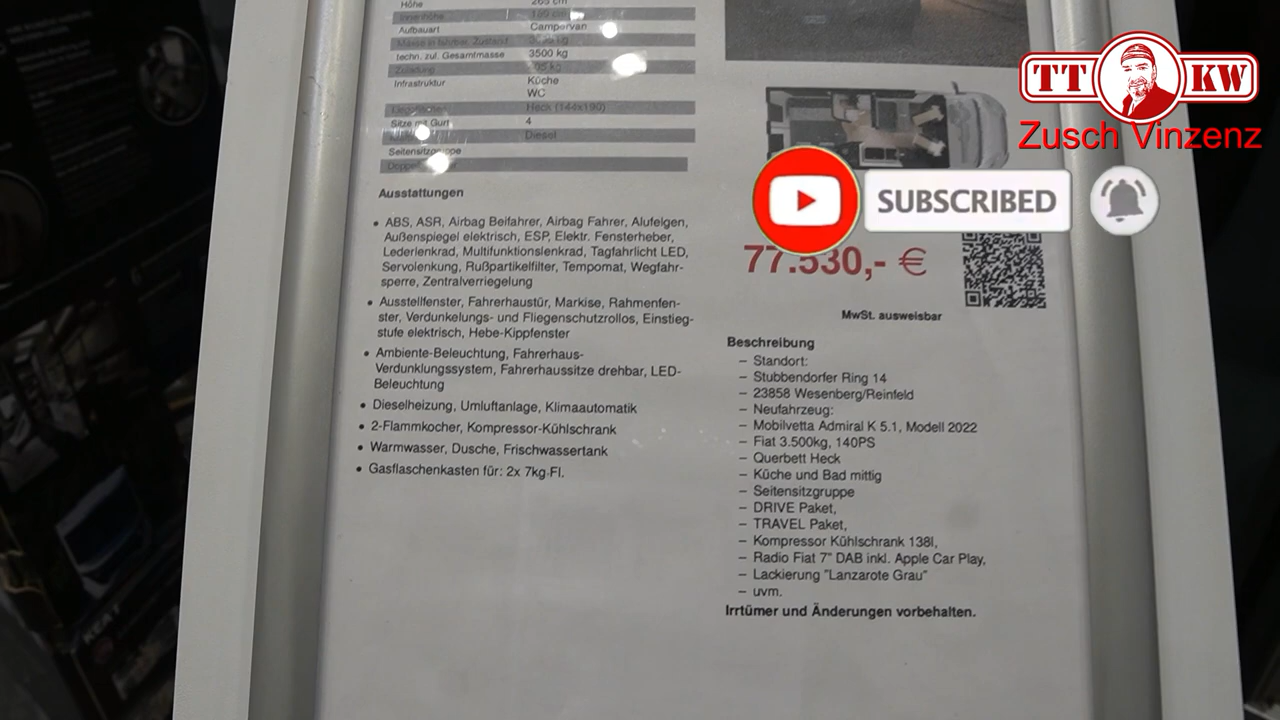 Höhe 265 cm
Innenhöhe
Aufbauart Campervan
techn. zul. Gesamtmasse 3500 kg
Zuladung
Infrastruktur Küche
WC
Heck (144x190)
Sitze mit Gurt 4
Diesel
Seitensitzgruppe
Ausstattungen
• ABS, ASR, Airbag Beifahrer, Airbag Fahrer, Alufelgen,
Außenspiegel elektrisch, ESP, Elektr. Fensterheber,
Lederlenkrad, Multifunktionslenkrad, Tagfahrlicht LED,
Servolenkung, Rußpartikelfilter, Tempomat, Wegfahr-
sperre, Zentralverriegelung
• Ausstellfenster, Fahrerhaustür, Markise, Rahmenfen-
ster, Verdunkelungs- und Fliegenschutzrollos, Einstieg-
stufe elektrisch, Hebe-Kippfenster
• Ambiente-Beleuchtung, Fahrerhaus-
Verdunklungssystem, Fahrerhaussitze drehbar, LED-
Beleuchtung
• Dieselheizung, Umluftanlage, Klimaautomatik
• 2-Flammkocher, Kompressor-Kühlschrank
• Warmwasser, Dusche, Frischwassertank
• Gasflaschenkasten für: 2x 7kg-Fl.
TT KW
Zusch Vinzenz
SUBSCRIBED
77.530,- €
MwSt. ausweisbar
Beschreibung
– Standort:
– Stubbendorfer Ring 14
– 23858 Wesenberg/Reinfeld
– Neufahrzeug:
– Mobilvetta Admiral K 5.1, Modell 2022
– Fiat 3.500kg, 140PS
– Querbett Heck
– Küche und Bad mittig
– Seitensitzgruppe
– DRIVE Paket,
– TRAVEL Paket,
– Kompressor Kühlschrank 138l,
– Radio Fiat 7" DAB inkl. Apple Car Play,
– Lackierung "Lanzarote Grau"
– uvm.
Irrtümer und Änderungen vorbehalten.